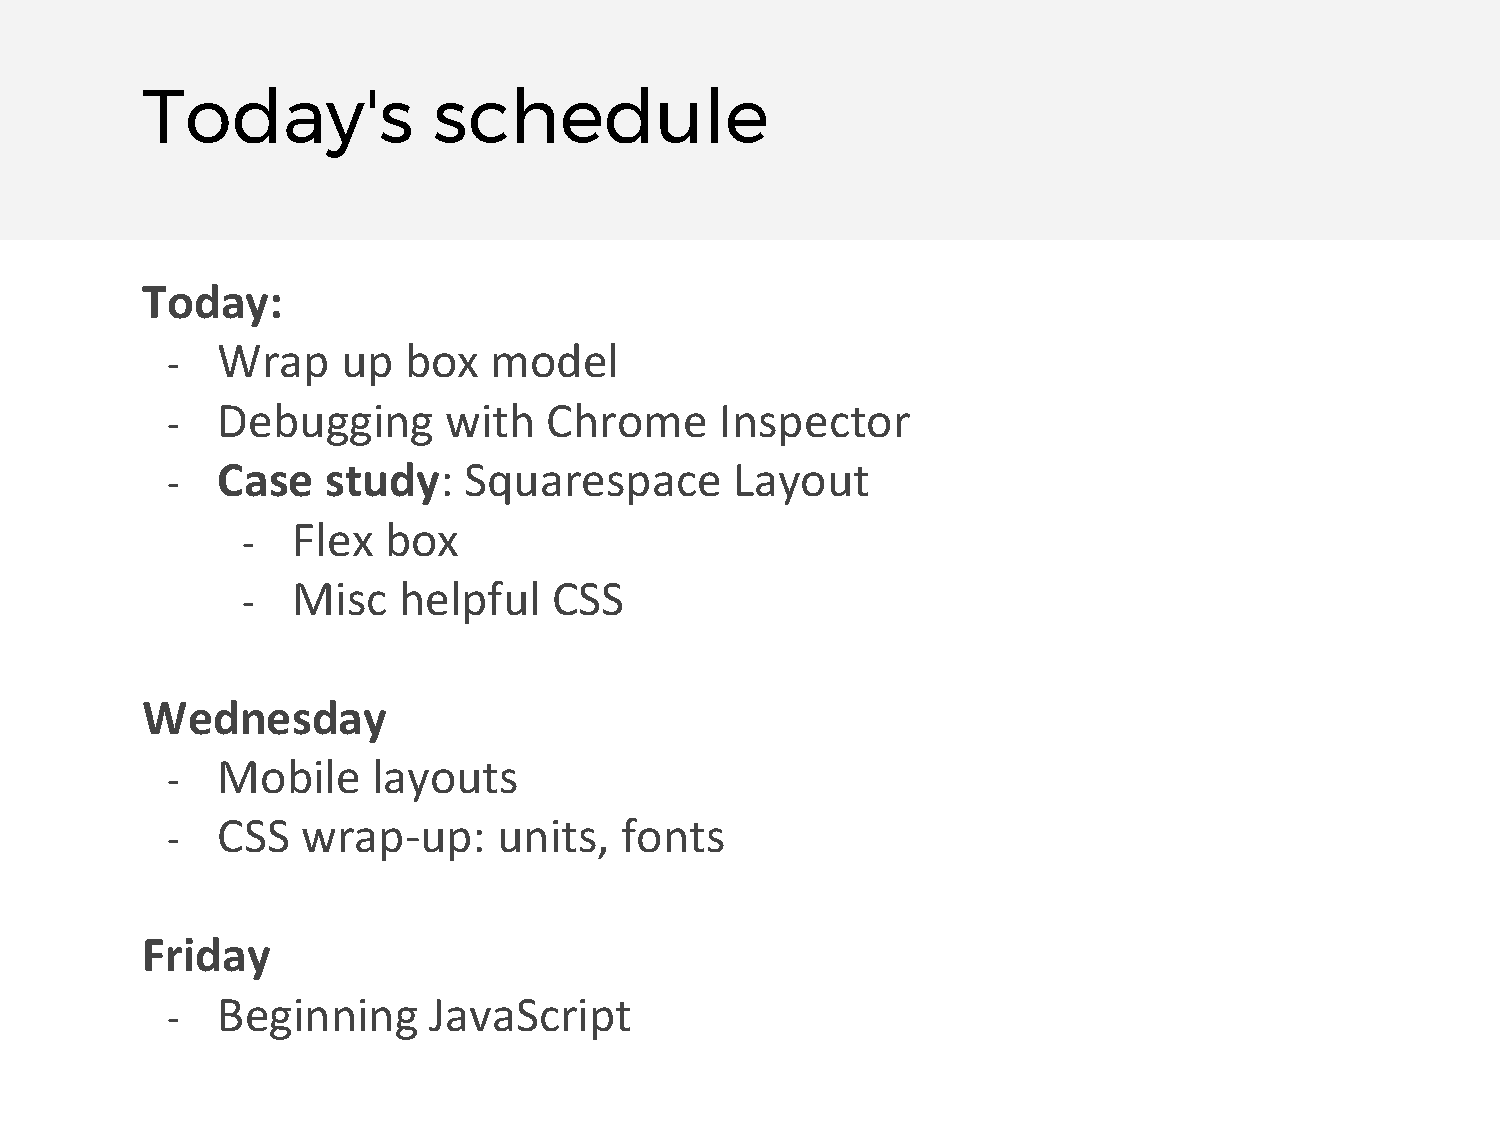 Today's schedule
Today:
- Wrap up box model
- Debugging with Chrome Inspector
- Case study: Squarespace Layout
- Flex box
- Misc helpful CSS
Wednesday
- Mobile layouts
- CSS wrap-up: units, fonts
Friday
- Beginning JavaScript